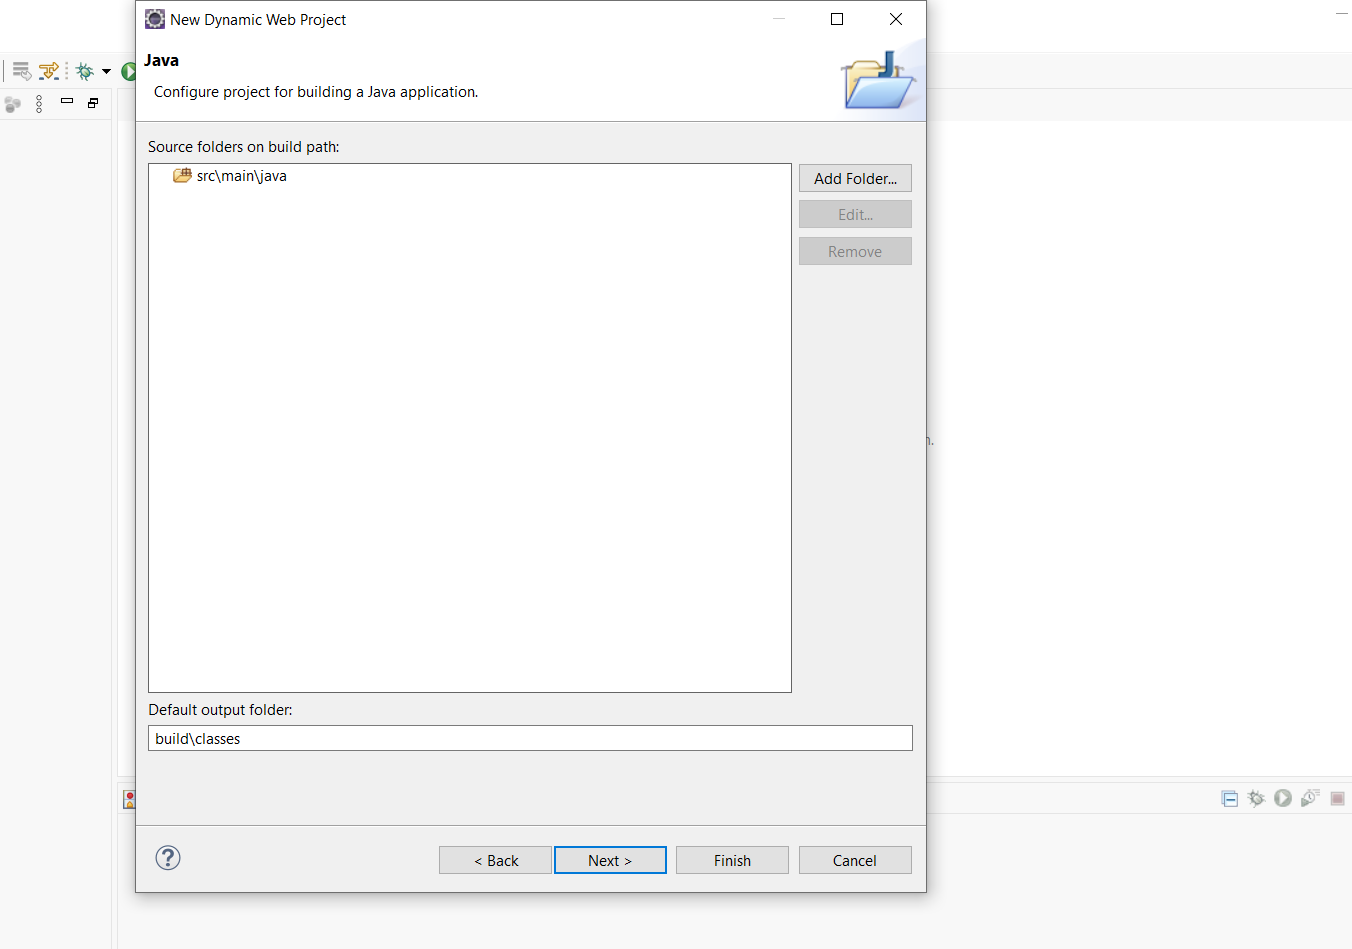 New Dynamic Web Project
Java
Configure project for building a Java application.
Source folders on build path:
src\main\java
Add Folder...
Edit...
Remove
Default output folder:
build\classes
< Back
Next >
Finish
Cancel